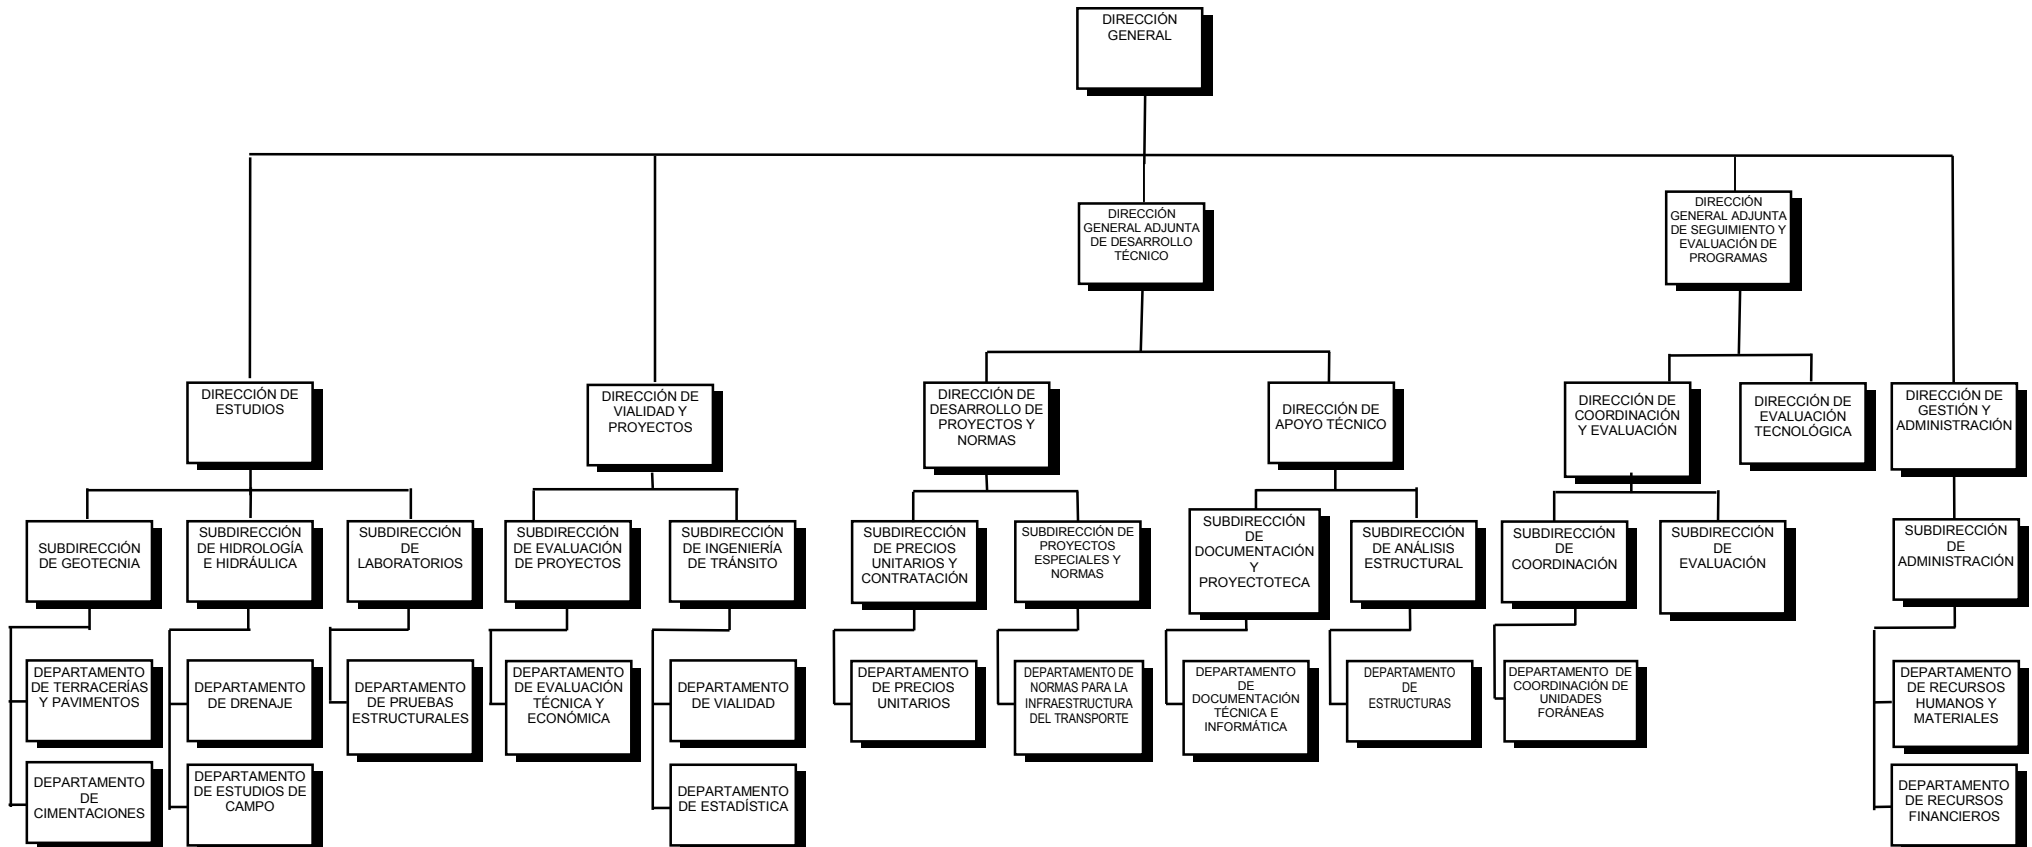 DIRECCIÓN
GENERAL
DIRECCIÓN
GENERAL ADJUNTA
DE DESARROLLO
TÉCNICO
DIRECCIÓN
GENERAL ADJUNTA
DE SEGUIMIENTO Y
EVALUACIÓN DE
PROGRAMAS
DIRECCIÓN DE
ESTUDIOS
DIRECCIÓN DE
VIALIDAD Y
PROYECTOS
DIRECCIÓN DE
DESARROLLO DE
PROYECTOS Y
NORMAS
DIRECCIÓN DE
APOYO TÉCNICO
DIRECCIÓN DE
COORDINACIÓN
Y EVALUACIÓN
DIRECCIÓN DE
EVALUACIÓN
TECNOLÓGICA
DIRECCIÓN DE
GESTIÓN Y
ADMINISTRACIÓN
SUBDIRECCIÓN
DE GEOTECNIA
SUBDIRECCIÓN
DE HIDROLOGÍA
E HIDRÁULICA
SUBDIRECCIÓN
DE
LABORATORIOS
SUBDIRECCIÓN
DE EVALUACIÓN
DE PROYECTOS
SUBDIRECCIÓN
DE INGENIERÍA
DE TRÁNSITO
SUBDIRECCIÓN
DE PRECIOS
UNITARIOS Y
CONTRATACIÓN
SUBDIRECCIÓN DE
PROYECTOS
ESPECIALES Y
NORMAS
SUBDIRECCIÓN
DE
DOCUMENTACIÓN
Y
PROYECTOTECA
SUBDIRECCIÓN
DE ANÁLISIS
ESTRUCTURAL
SUBDIRECCIÓN
DE
COORDINACIÓN
SUBDIRECCIÓN
DE
EVALUACIÓN
SUBDIRECCIÓN
DE
ADMINISTRACIÓN
DEPARTAMENTO
DE TERRACERÍAS
Y PAVIMENTOS
DEPARTAMENTO
DE DRENAJE
DEPARTAMENTO
DE PRUEBAS
ESTRUCTURALES
DEPARTAMENTO
DE EVALUACIÓN
TÉCNICA Y
ECONÓMICA
DEPARTAMENTO
DE VIALIDAD
DEPARTAMENTO
DE PRECIOS
UNITARIOS
DEPARTAMENTO DE
NORMAS PARA LA
INFRAESTRUCTURA
DEL TRANSPORTE
DEPARTAMENTO
DE
DOCUMENTACIÓN
TÉCNICA E
INFORMÁTICA
DEPARTAMENTO
DE
ESTRUCTURAS
DEPARTAMENTO DE
COORDINACIÓN DE
UNIDADES
FORÁNEAS
DEPARTAMENTO
DE RECURSOS
HUMANOS Y
MATERIALES
DEPARTAMENTO
DE
CIMENTACIONES
DEPARTAMENTO
DE ESTUDIOS DE
CAMPO
DEPARTAMENTO
DE ESTADÍSTICA
DEPARTAMENTO
DE RECURSOS
FINANCIEROS